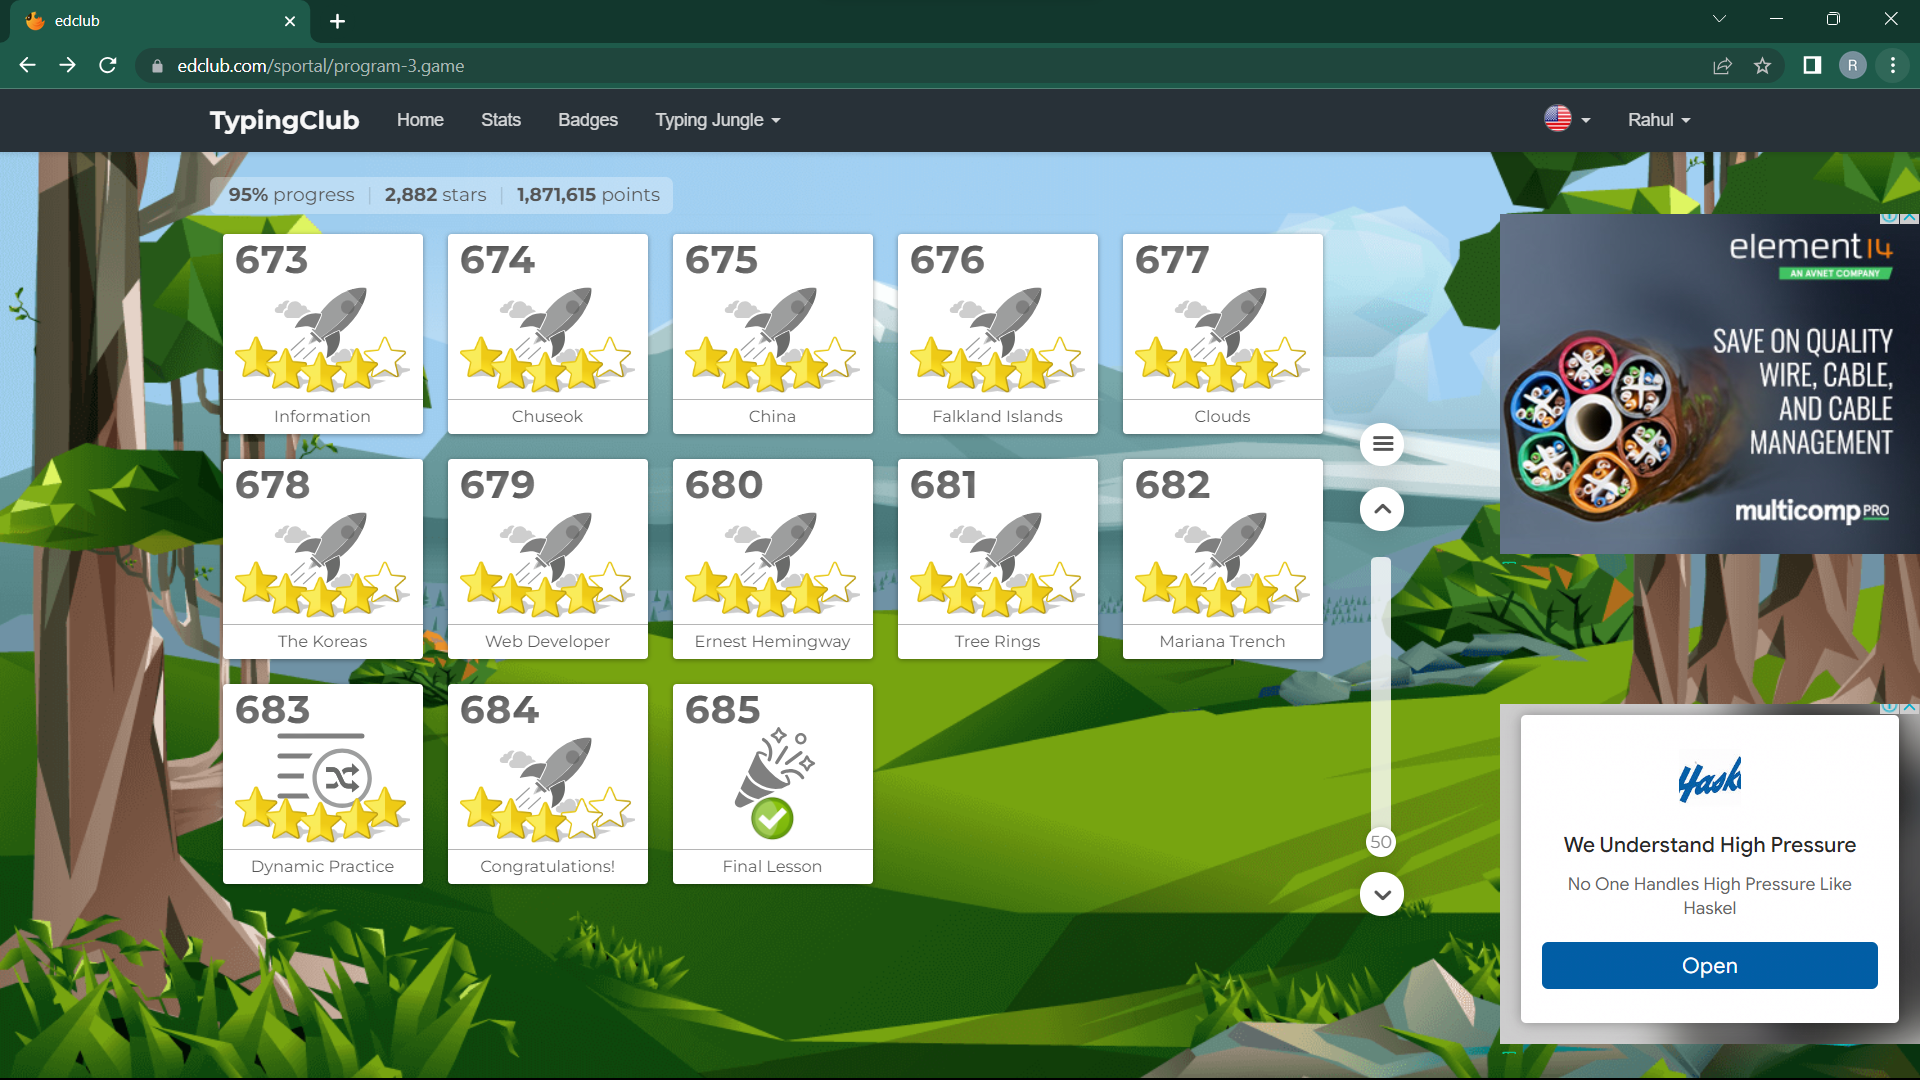 edclub
edclub.com/sportal/program-3.game
R
TypingClub Home Stats Badges Typing Jungle Rahul
95% progress 2,882 stars 1,871,615 points
673 674 675 676 677
Information Chuseok China Falkland Islands Clouds
678 679 680 681 682
The Koreas Web Developer Ernest Hemingway Tree Rings Mariana Trench
683 684 685
Dynamic Practice Congratulations! Final Lesson
50
element14
AN AVNET COMPANY
SAVE ON QUALITY
WIRE, CABLE,
AND CABLE
MANAGEMENT
multicomp PRO
Hask
We Understand High Pressure
No One Handles High Pressure Like
Haskel
Open